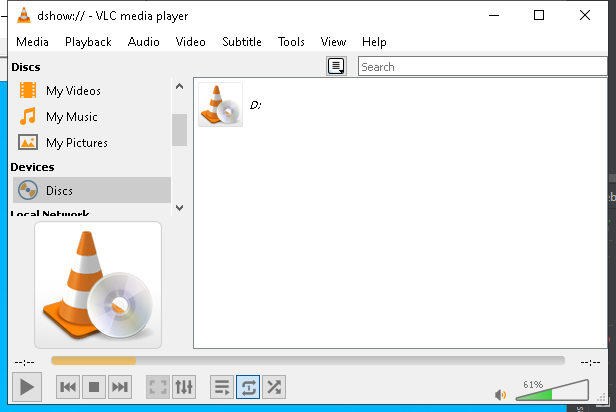 dshow:// - VLC media player
Media Playback Audio Video Subtitle Tools View Help
Discs
Search
My Videos
My Music
My Pictures
Devices
Discs
Local Network
D:
--:--
--:--
61%